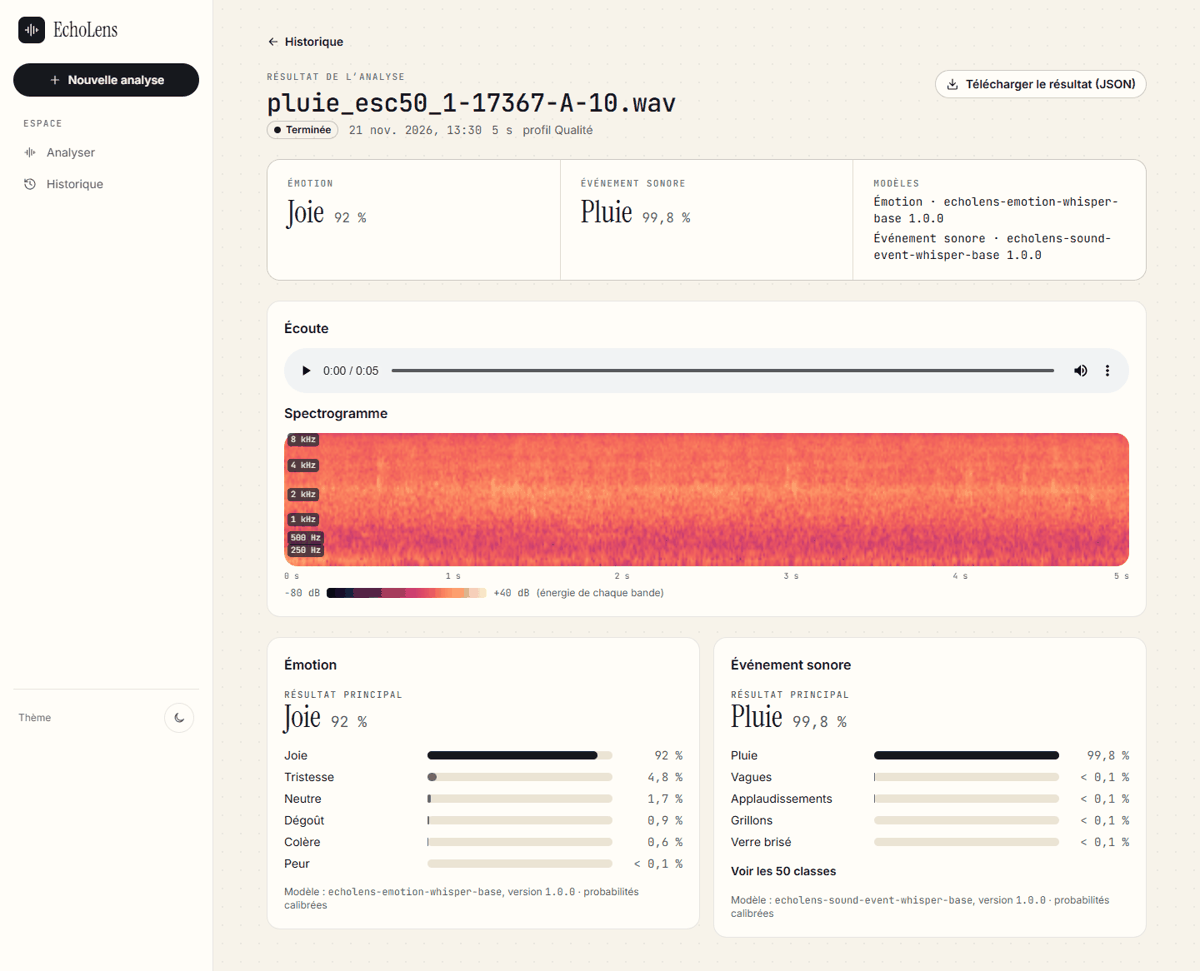 EchoLens
Nouvelle analyse
ESPACE
Analyser
Historique
Thème
← Historique
RÉSULTAT DE L'ANALYSE
pluie_esc50_1-17367-A-10.wav
Terminée 21 nov. 2026, 13:30 5 s profil Qualité
Télécharger le résultat (JSON)
ÉMOTION
Joie 92 %
ÉVÉNEMENT SONORE
Pluie 99,8 %
MODÈLES
Émotion · echolens-emotion-whisper-
base 1.0.0
Événement sonore · echolens-sound-
event-whisper-base 1.0.0
Écoute
0:00 / 0:05
Spectrogramme
8 kHz
4 kHz
2 kHz
1 kHz
500 Hz
250 Hz
0 s 1 s 2 s 3 s 4 s 5 s
-80 dB +40 dB (énergie de chaque bande)
Émotion
RÉSULTAT PRINCIPAL
Joie 92 %
Joie 92 %
Tristesse 4,8 %
Neutre 1,7 %
Dégoût 0,9 %
Colère 0,6 %
Peur < 0,1 %
Modèle : echolens-emotion-whisper-base, version 1.0.0 · probabilités
calibrées
Événement sonore
RÉSULTAT PRINCIPAL
Pluie 99,8 %
Pluie 99,8 %
Vagues < 0,1 %
Applaudissements < 0,1 %
Grillons < 0,1 %
Verre brisé < 0,1 %
Voir les 50 classes
Modèle : echolens-sound-event-whisper-base, version 1.0.0 · probabilités
calibrées